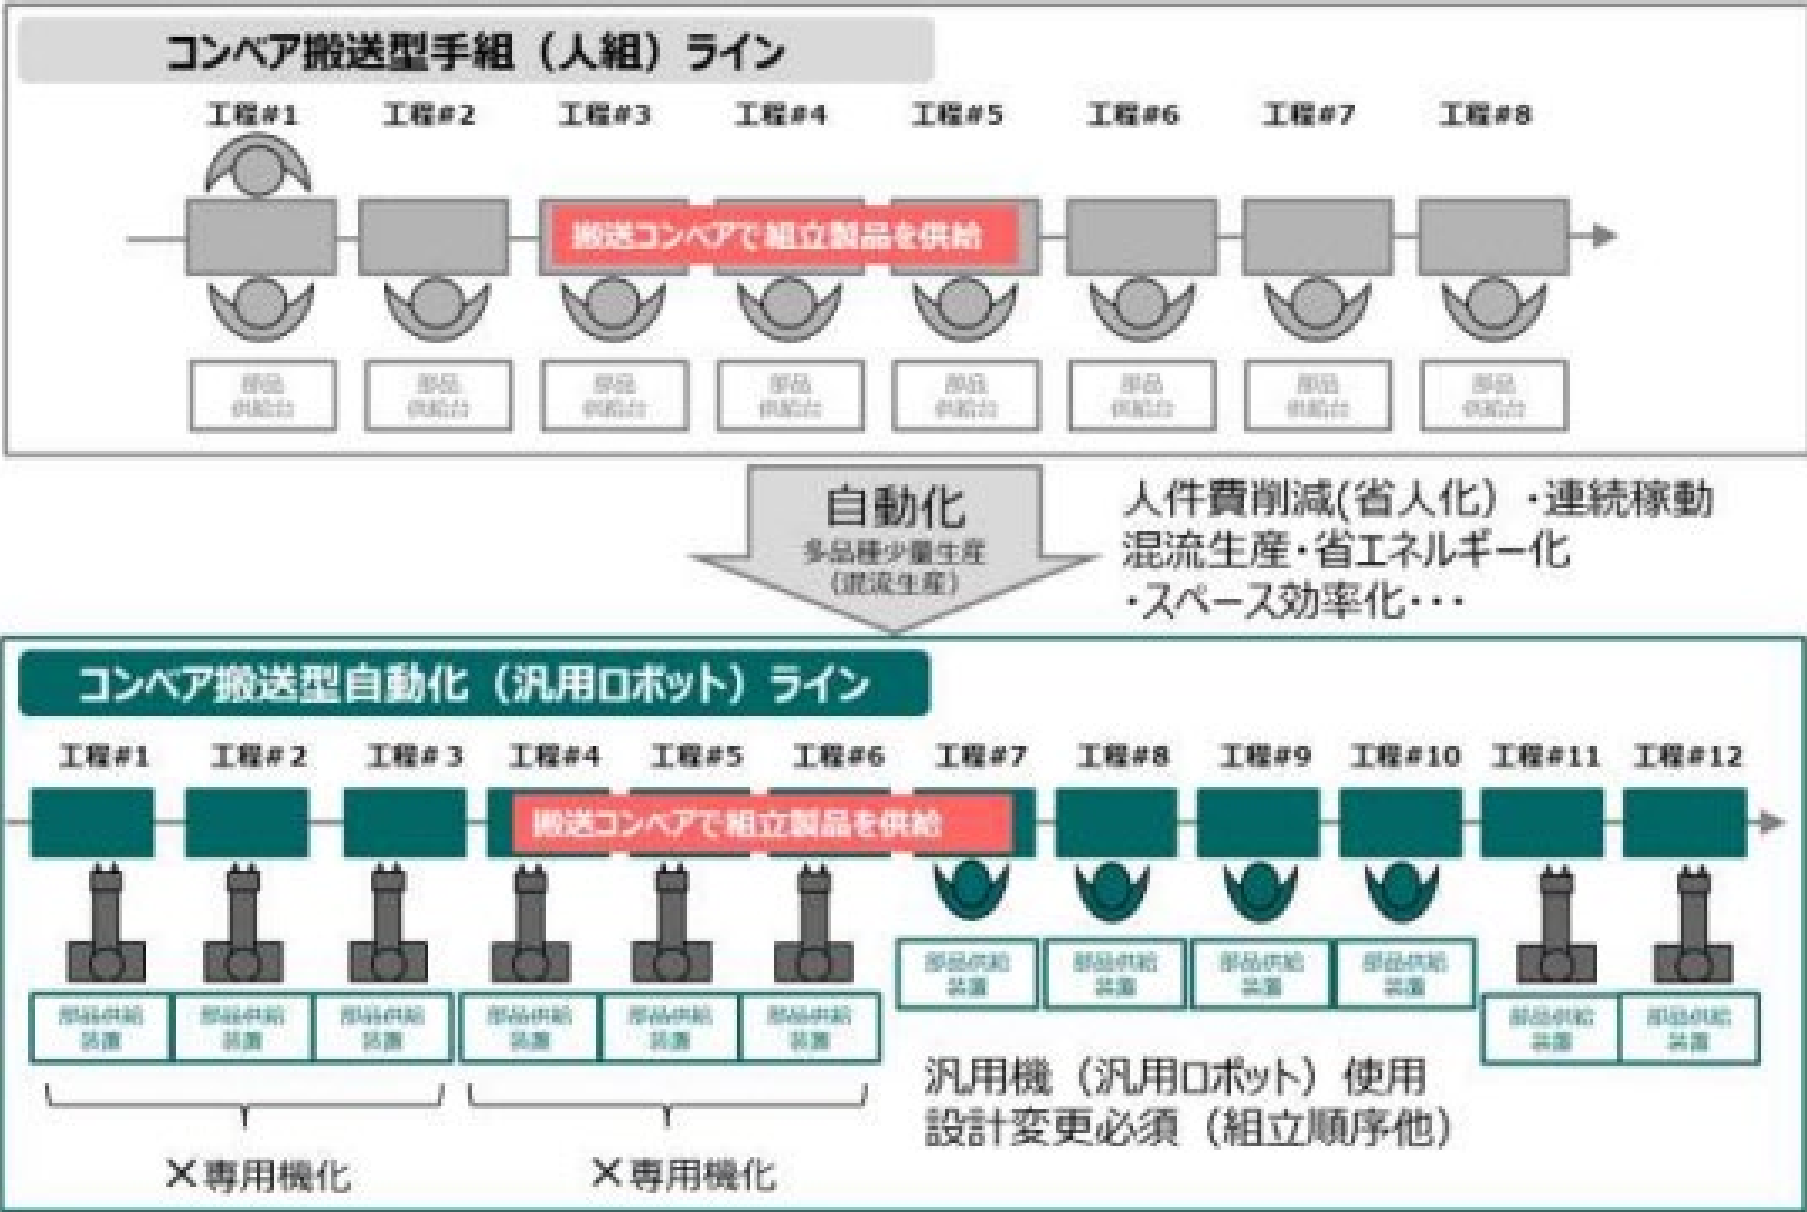 コンベア搬送型手組（人組）ライン
工程#1 工程#2 工程#3 工程#4 工程#5 工程#6 工程#7 工程#8
搬送コンベアで組立製品を供給
部品 部品 部品 部品 部品 部品 部品 部品
供給台 供給台 供給台 供給台 供給台 供給台 供給台 供給台
自動化
多品種少量生産
（混流生産）
人件費削減(省人化）・連続稼動
混流生産・省エネルギー化
・スペース効率化・・・
コンベア搬送型自動化（汎用ロボット）ライン
工程#1 工程#2 工程#3 工程#4 工程#5 工程#6 工程#7 工程#8 工程#9 工程#10 工程#11 工程#12
搬送コンベアで組立製品を供給
部品供給 部品供給 部品供給 部品供給
装置 装置 装置 装置
部品供給 部品供給 部品供給 部品供給 部品供給 部品供給 部品供給 部品供給
装置 装置 装置 装置 装置 装置 装置 装置
汎用機（汎用ロボット）使用
設計変更必須（組立順序他）
×専用機化 ×専用機化